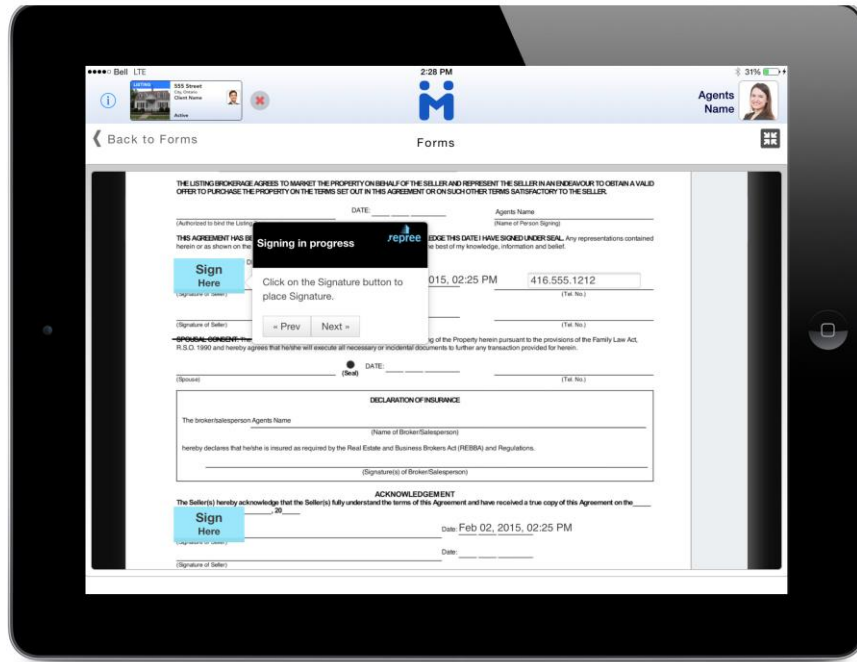 Bell LTE
2:28 PM
31%
LISTING
555 Street
City, Ontario
Client Name
Active
Agents
Name
Back to Forms
Forms
THE LISTING BROKERAGE AGREES TO MARKET THE PROPERTY ON BEHALF OF THE SELLER AND REPRESENT THE SELLER IN AN ENDEAVOUR TO OBTAIN A VALID
OFFER TO PURCHASE THE PROPERTY ON THE TERMS SET OUT IN THIS AGREEMENT OR ON SUCH OTHER TERMS SATISFACTORY TO THE SELLER.
DATE: Agents Name
(Authorized to bind the Listing (Name of Person Signing)
THIS AGREEMENT HAS BE EDGE THIS DATE I HAVE SIGNED UNDER SEAL. Any representations contained
herein or as shown on the e best of my knowledge, information and belief.
Signing in progress
repree
Click on the Signature button to
place Signature.
« Prev Next »
Sign
Here
015, 02:25 PM 416.555.1212
(Signature of Seller) (Tel. No.)
(Signature of Seller) (Tel. No.)
SPOUSAL CONSENT: The ng of the Property herein pursuant to the provisions of the Family Law Act,
R.S.O. 1990 and hereby agrees that he/she will execute all necessary or incidental documents to further any transaction provided for herein.
DATE:
(Spouse) (Seal) (Tel. No.)
DECLARATION OF INSURANCE
The broker/salesperson Agents Name
(Name of Broker/Salesperson)
hereby declares that he/she is insured as required by the Real Estate and Business Brokers Act (REBBA) and Regulations.
(Signature(s) of Broker/Salesperson)
ACKNOWLEDGEMENT
The Seller(s) hereby acknowledge that the Seller(s) fully understand the terms of this Agreement and have received a true copy of this Agreement on the
, 20
Sign
Here
Date: Feb 02, 2015, 02:25 PM
Date:
(Signature of Seller)